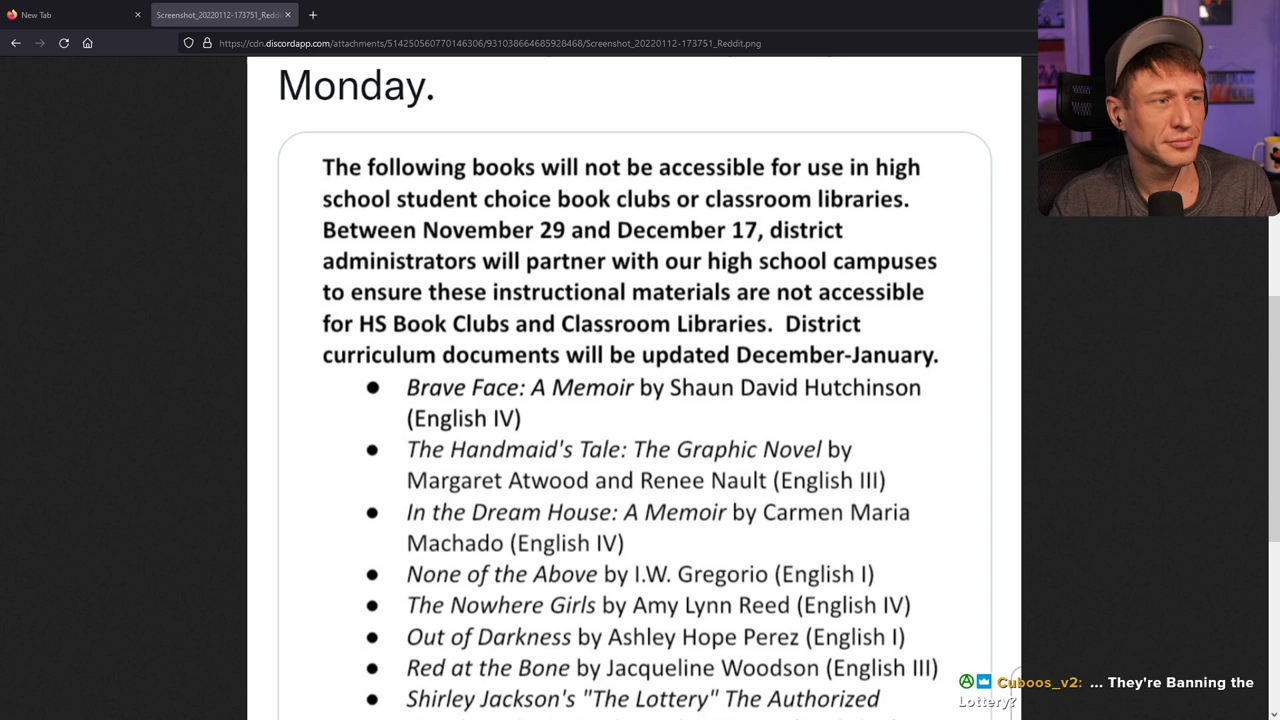 New Tab
Screenshot_20220112-173751_Reddi
https://cdn.discordapp.com/attachments/514250560770146306/931038664685928468/Screenshot_20220112-173751_Reddit.png
Monday.
The following books will not be accessible for use in high
school student choice book clubs or classroom libraries.
Between November 29 and December 17, district
administrators will partner with our high school campuses
to ensure these instructional materials are not accessible
for HS Book Clubs and Classroom Libraries. District
curriculum documents will be updated December-January.
● Brave Face: A Memoir by Shaun David Hutchinson
(English IV)
● The Handmaid's Tale: The Graphic Novel by
Margaret Atwood and Renee Nault (English III)
● In the Dream House: A Memoir by Carmen Maria
Machado (English IV)
● None of the Above by I.W. Gregorio (English I)
● The Nowhere Girls by Amy Lynn Reed (English IV)
● Out of Darkness by Ashley Hope Perez (English I)
● Red at the Bone by Jacqueline Woodson (English III)
● Shirley Jackson's "The Lottery" The Authorized
Cuboos_v2: ... They're Banning the
Lottery?